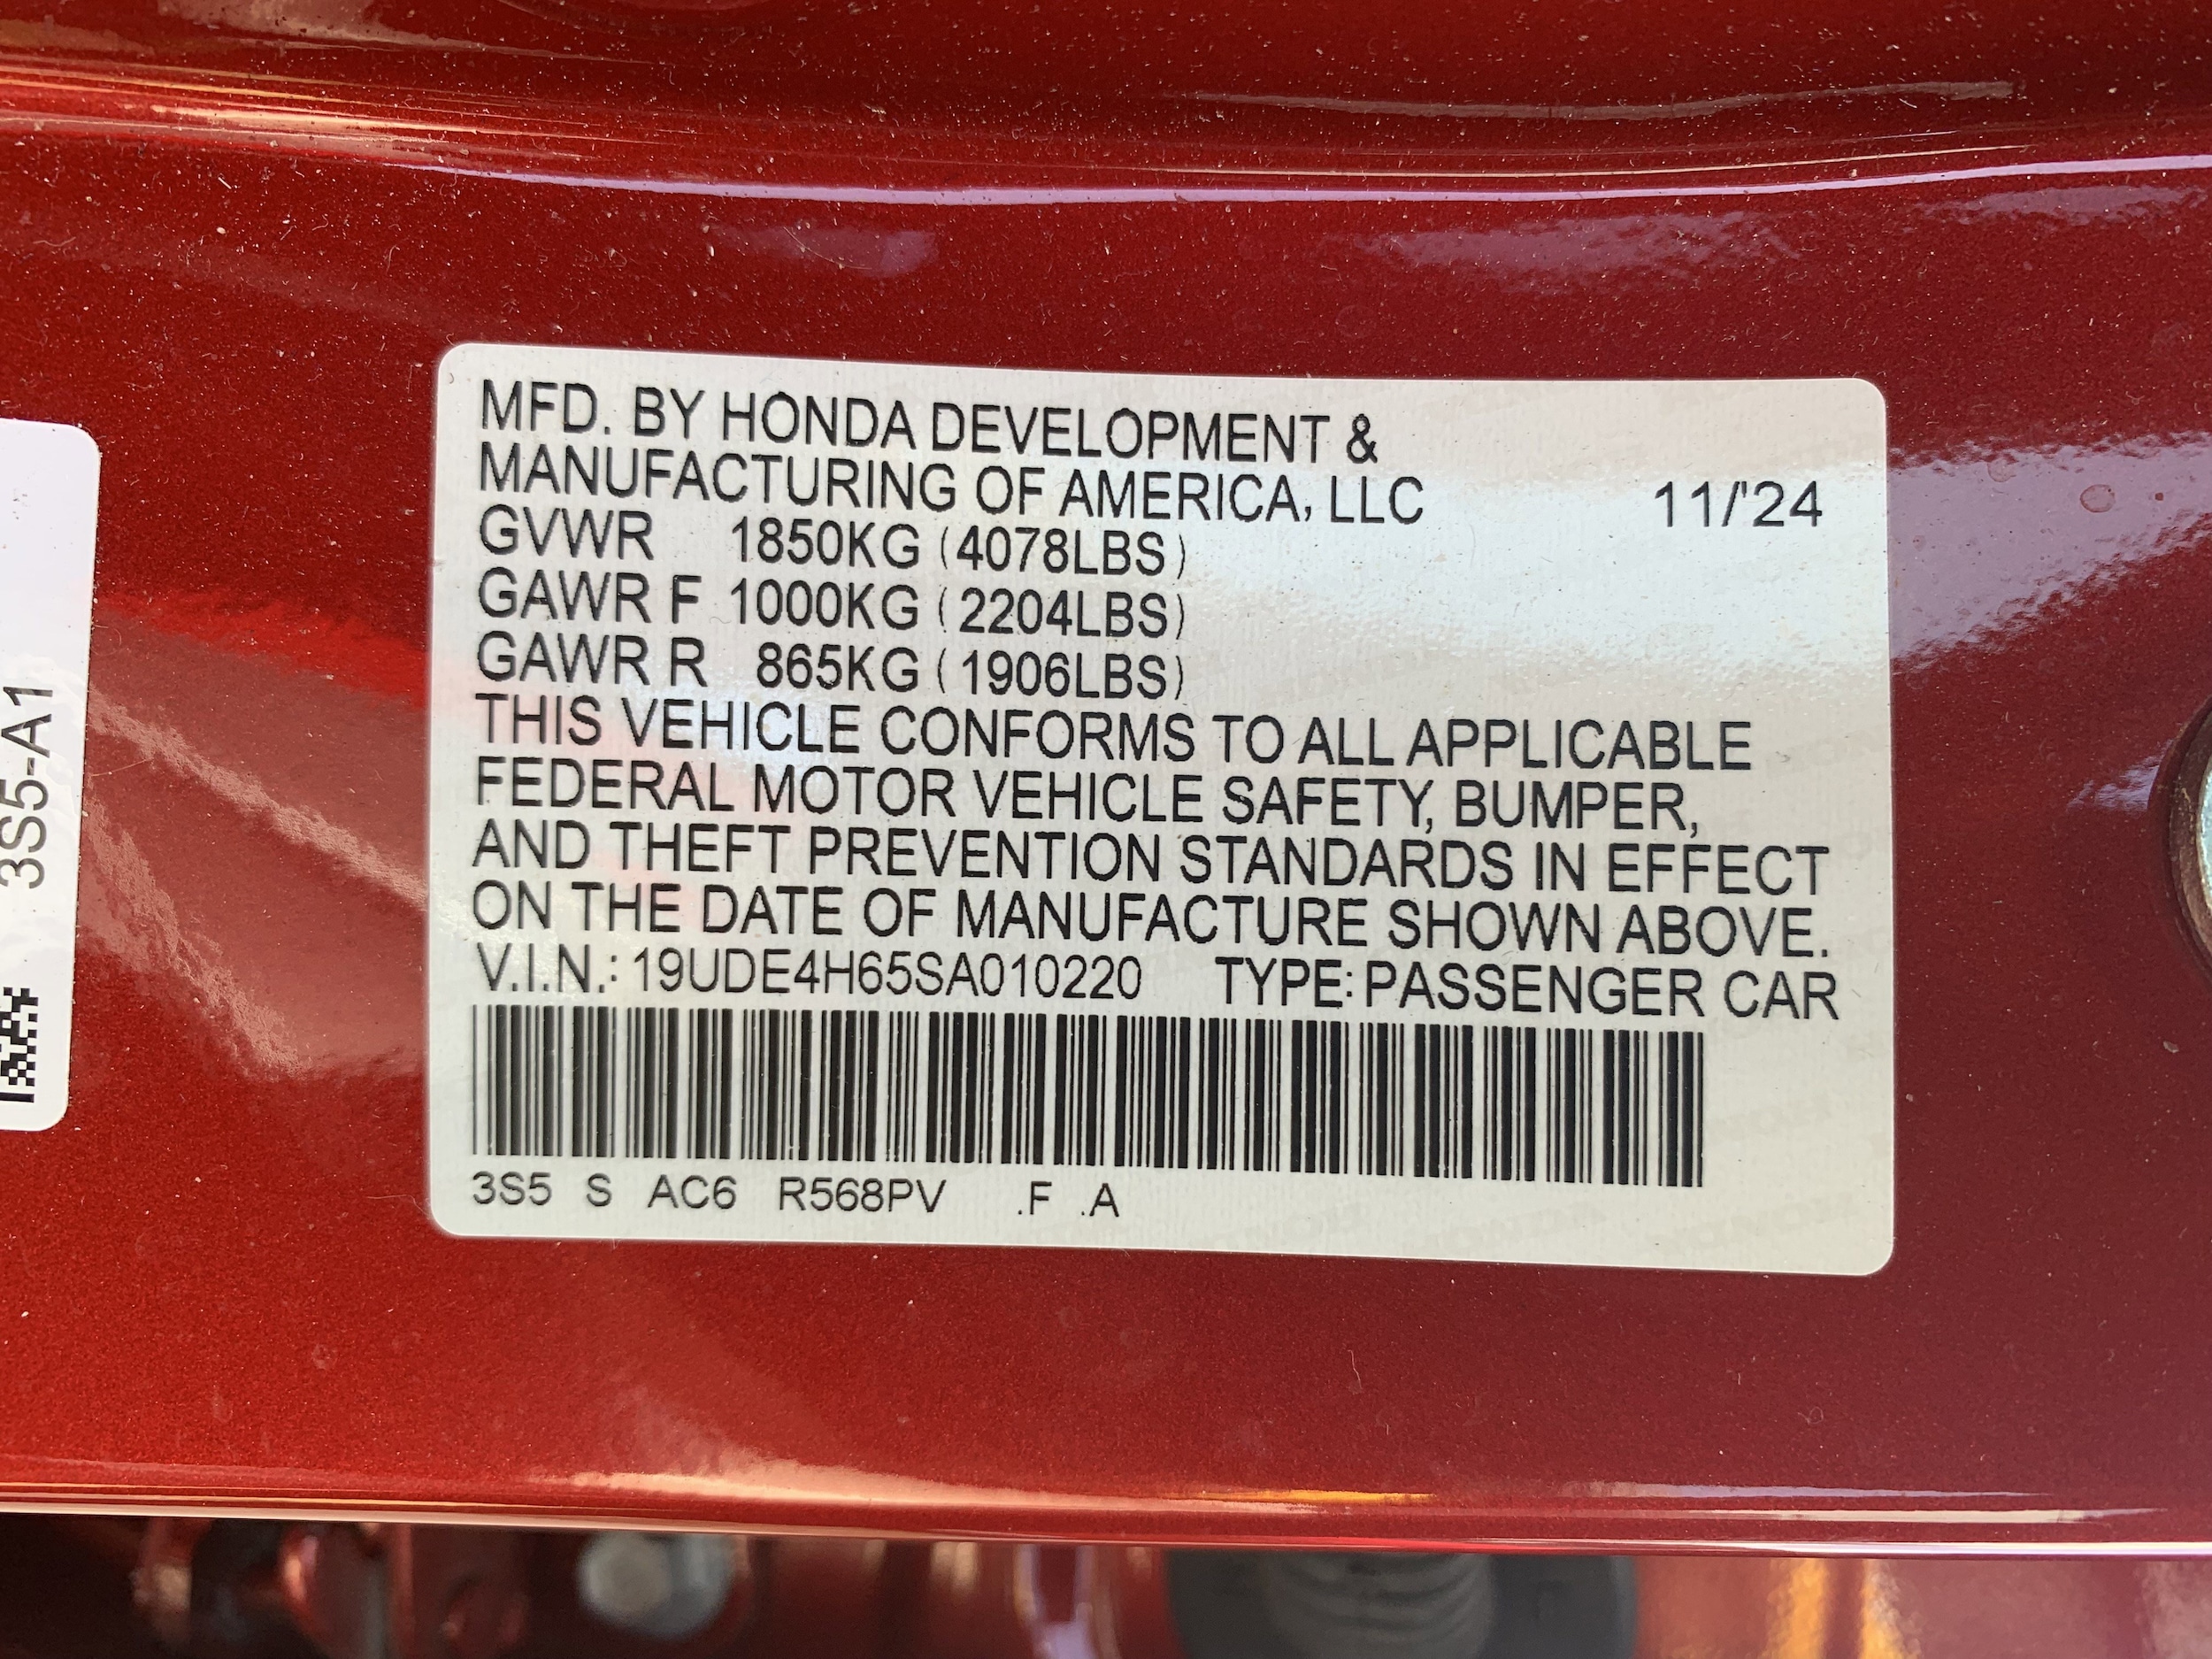 MFD. BY HONDA DEVELOPMENT &
MANUFACTURING OF AMERICA, LLC 11/'24
GVWR 1850KG (4078LBS)
GAWR F 1000KG (2204LBS)
GAWR R 865KG (1906LBS)
THIS VEHICLE CONFORMS TO ALL APPLICABLE
FEDERAL MOTOR VEHICLE SAFETY, BUMPER,
AND THEFT PREVENTION STANDARDS IN EFFECT
ON THE DATE OF MANUFACTURE SHOWN ABOVE.
V.I.N.: 19UDE4H65SA010220 TYPE: PASSENGER CAR
3S5 S AC6 R568PV .F .A
3S5-A1